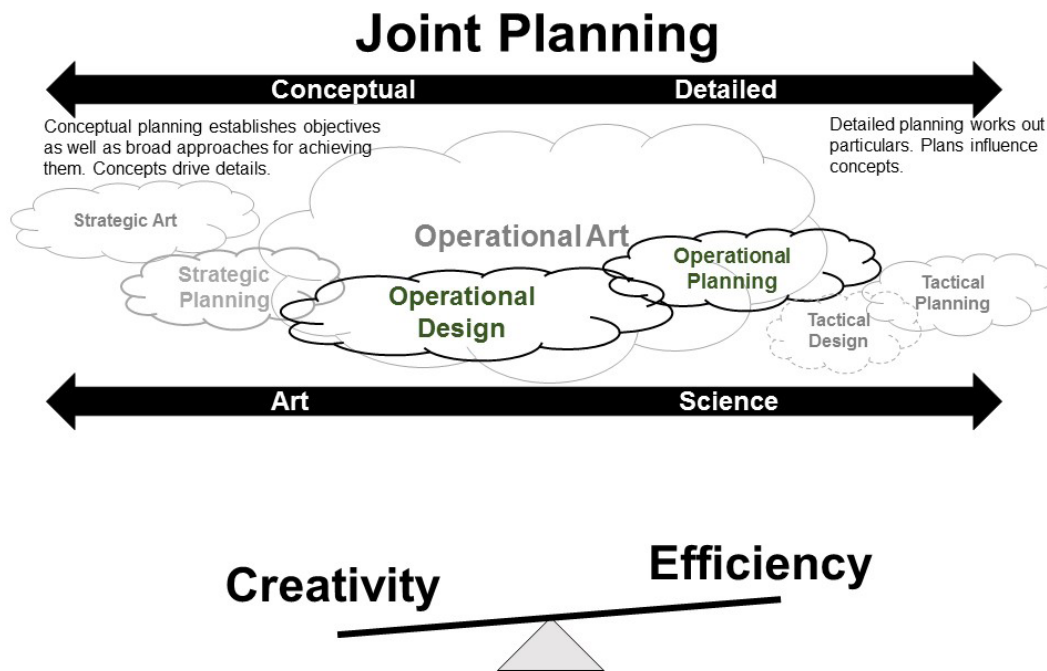 Joint Planning
Conceptual
Detailed
Conceptual planning establishes objectives
as well as broad approaches for achieving
them. Concepts drive details.
Detailed planning works out
particulars. Plans influence
concepts.
Strategic Art
Operational Art
Strategic
Planning
Operational
Design
Operational
Planning
Tactical
Planning
Tactical
Design
Art
Science
Creativity
Efficiency